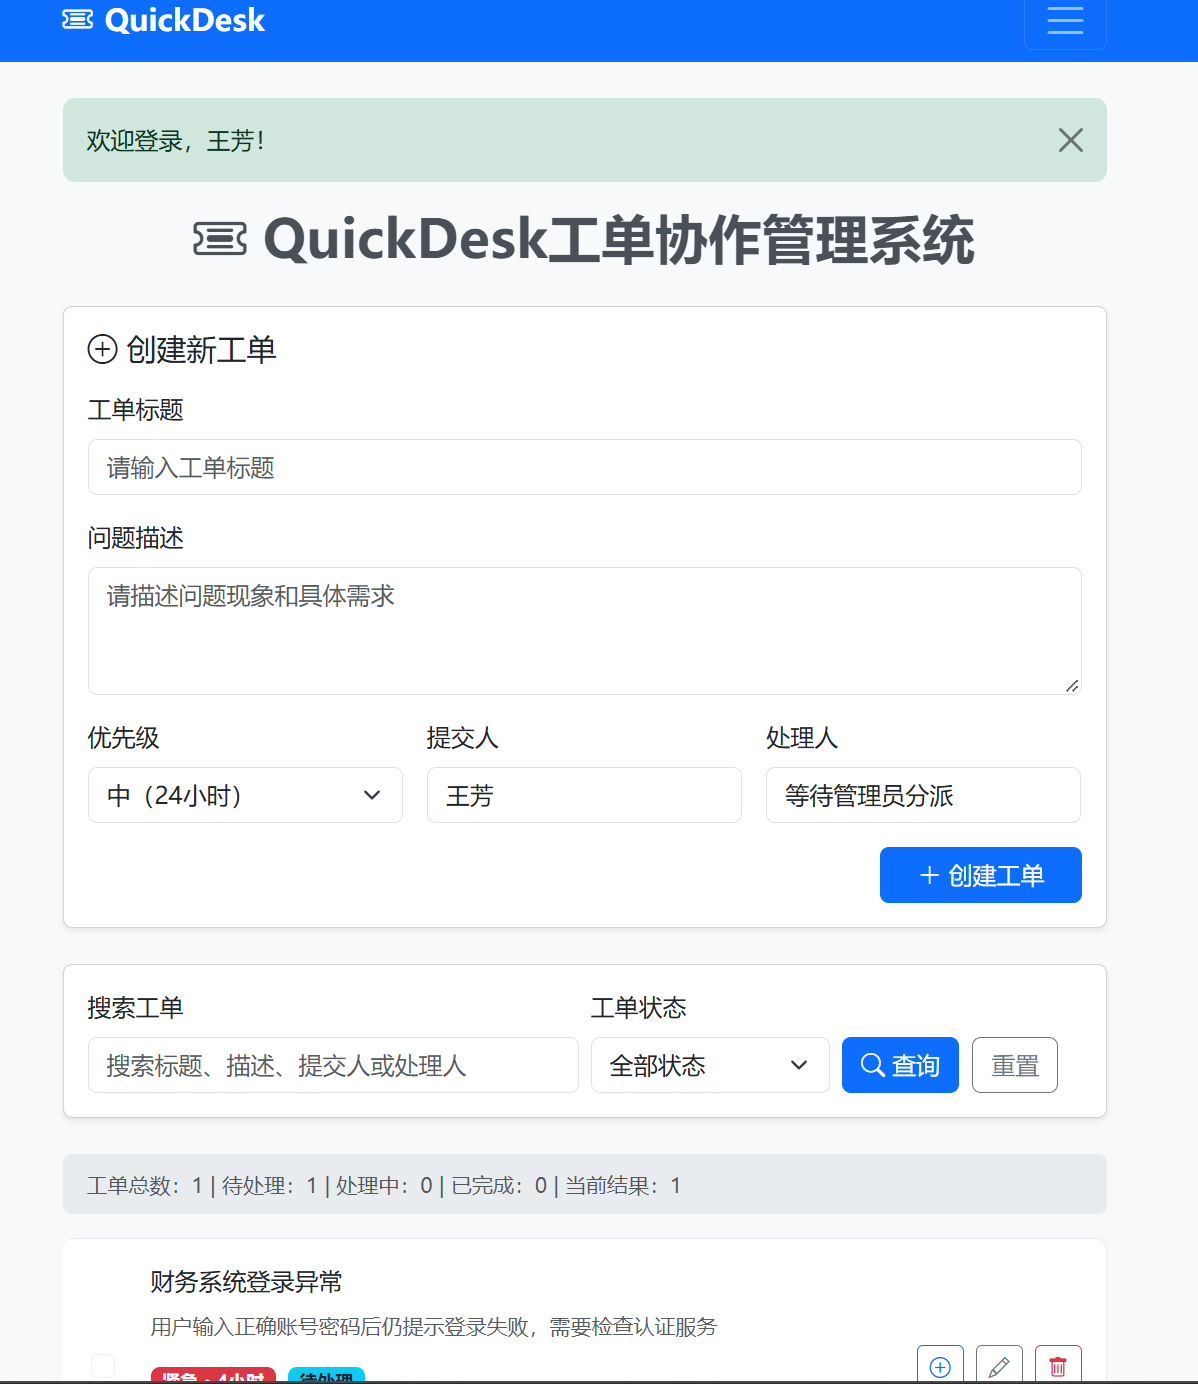 QuickDesk
欢迎登录，王芳！
QuickDesk工单协作管理系统
创建新工单
工单标题
请输入工单标题
问题描述
请描述问题现象和具体需求
优先级 提交人 处理人
中（24小时） 王芳 等待管理员分派
创建工单
搜索工单 工单状态
搜索标题、描述、提交人或处理人 全部状态 查询 重置
工单总数：1 | 待处理：1 | 处理中：0 | 已完成：0 | 当前结果：1
财务系统登录异常
用户输入正确账号密码后仍提示登录失败，需要检查认证服务
紧急 · 4小时 待处理